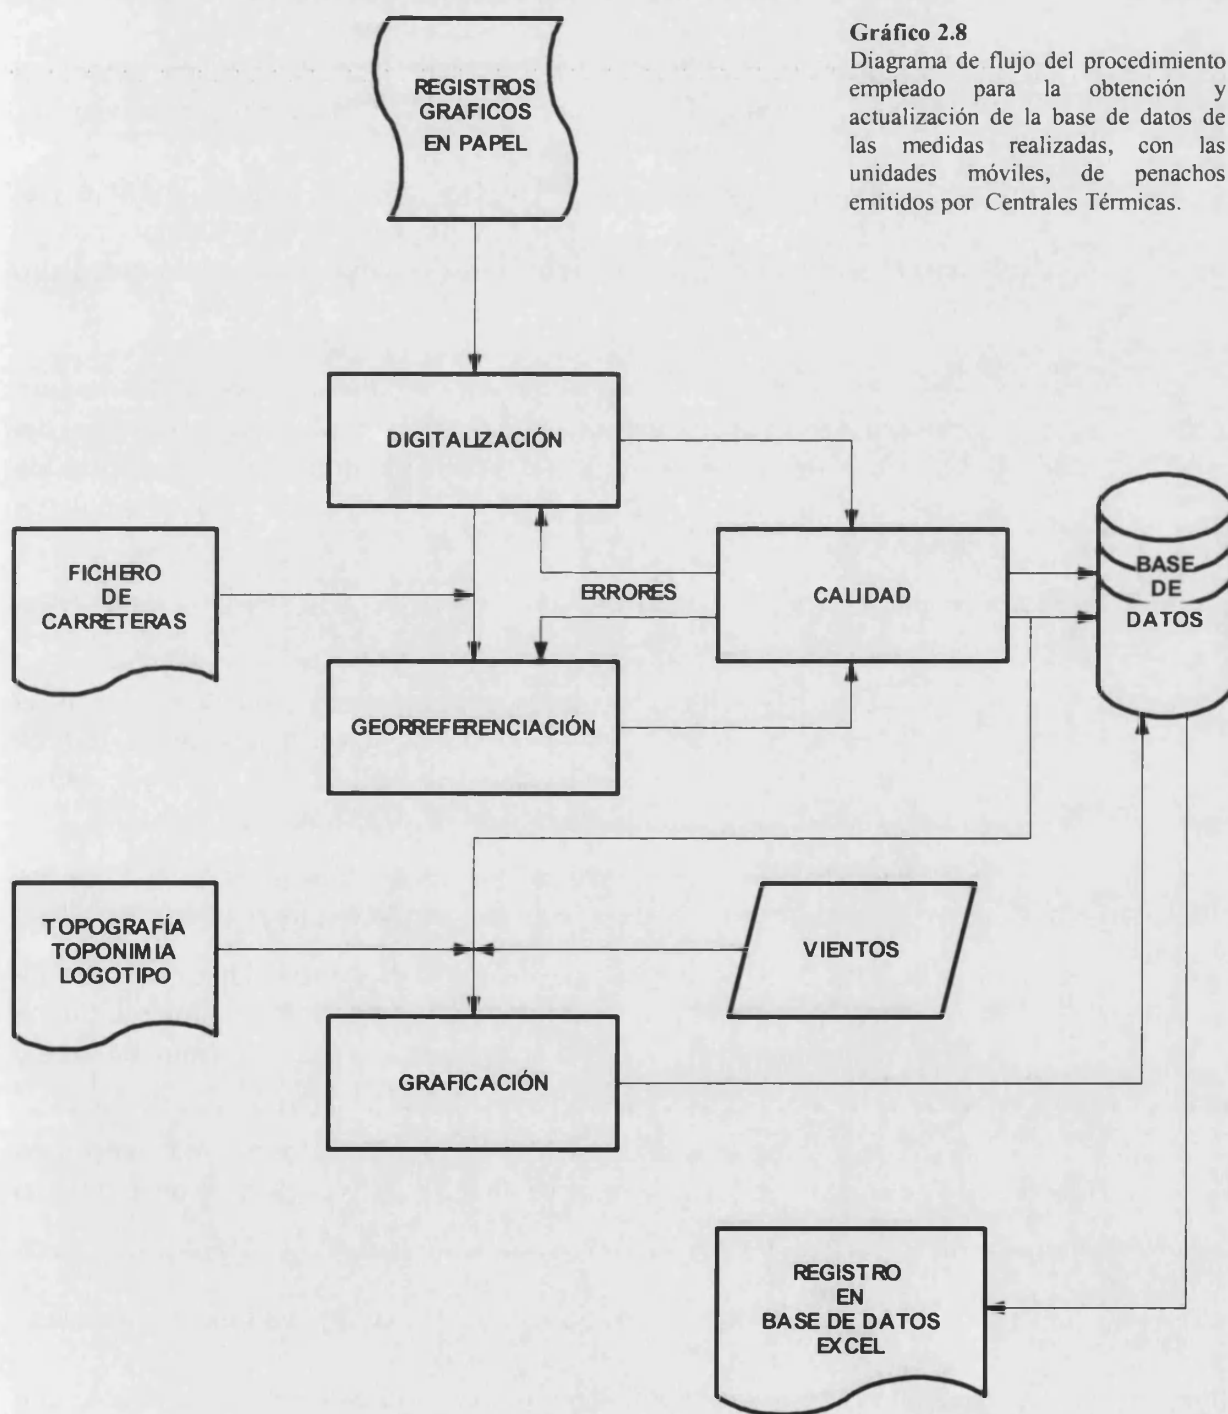 Gráfico 2.8
Diagrama de flujo del procedimiento
empleado para la obtención y
actualización de la base de datos de
las medidas realizadas, con las
unidades móviles, de penachos
emitidos por Centrales Térmicas.
REGISTROS
GRAFICOS
EN PAPEL
DIGITALIZACIÓN
FICHERO
DE
CARRETERAS
ERRORES
CALIDAD
BASE
DE
DATOS
GEORREFERENCIACIÓN
TOPOGRAFÍA
TOPONIMIA
LOGOTIPO
VIENTOS
GRAFICACIÓN
REGISTRO
EN
BASE DE DATOS
EXCEL